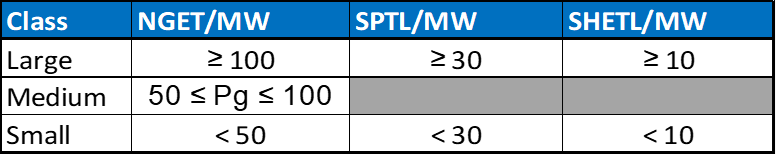 Class NGET/MW SPTL/MW SHETL/MW
Large ≥ 100 ≥ 30 ≥ 10
Medium 50 ≤ Pg ≤ 100
Small < 50 < 30 < 10